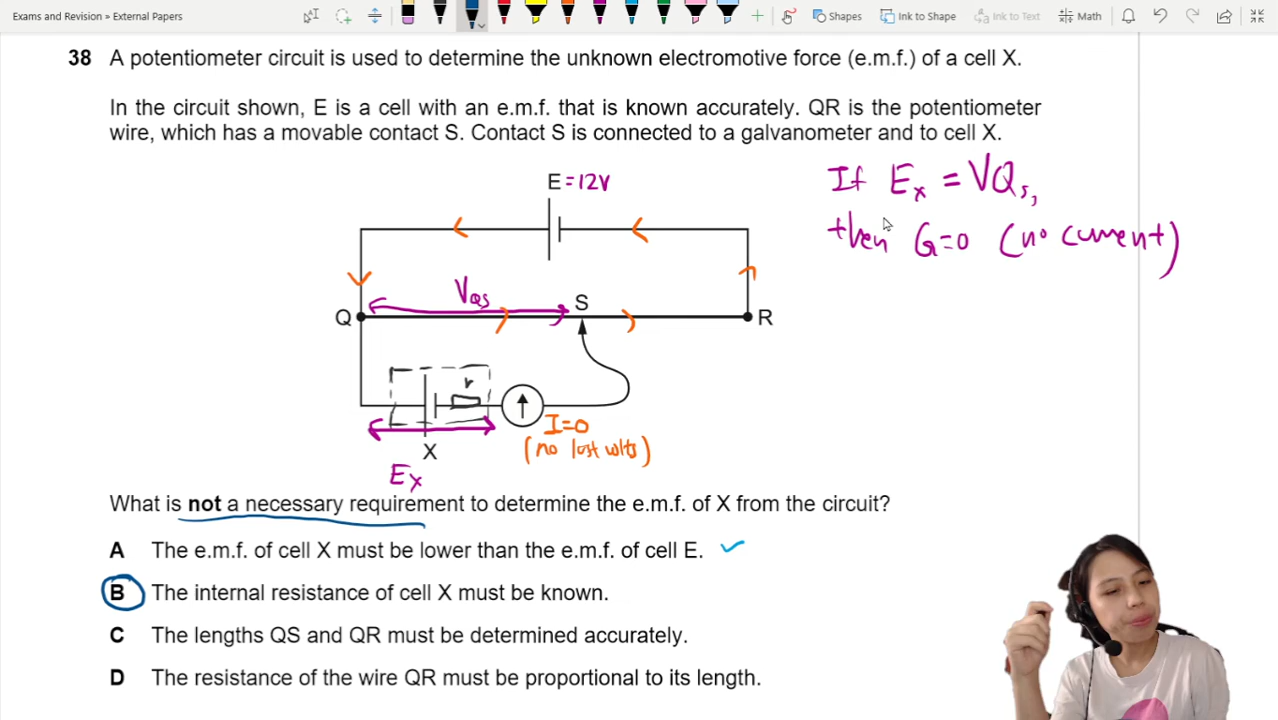 Exams and Revision » External Papers
Shapes
Ink to Shape
Ink to Text
Math
38 A potentiometer circuit is used to determine the unknown electromotive force (e.m.f.) of a cell X.
In the circuit shown, E is a cell with an e.m.f. that is known accurately. QR is the potentiometer
wire, which has a movable contact S. Contact S is connected to a galvanometer and to cell X.
If Ex = VQs,
then G=0 (no current)
E = 12V
VQS
S
Q
R
r
I=0
(no lost volts)
X
Ex
What is not a necessary requirement to determine the e.m.f. of X from the circuit?
A The e.m.f. of cell X must be lower than the e.m.f. of cell E.
B The internal resistance of cell X must be known.
C The lengths QS and QR must be determined accurately.
D The resistance of the wire QR must be proportional to its length.